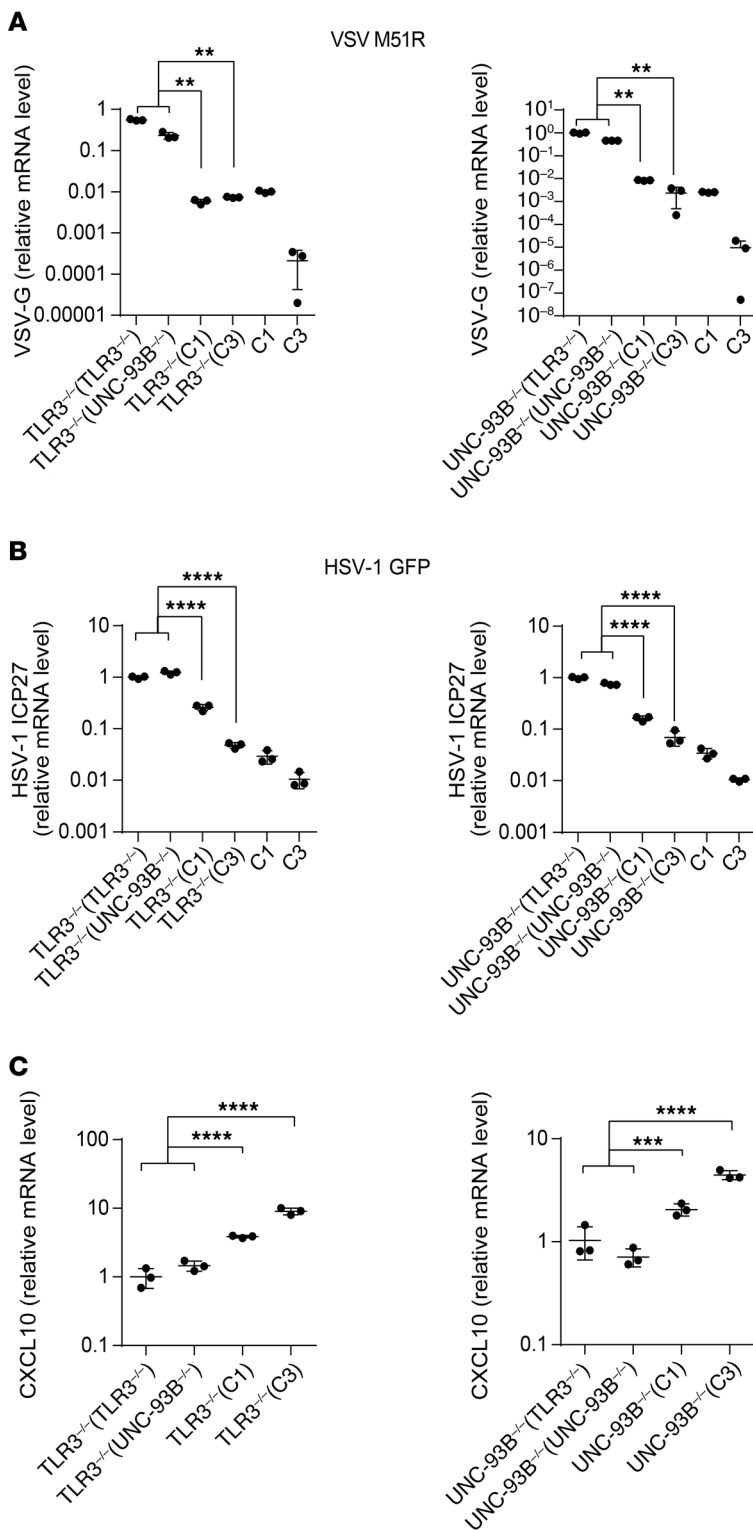 A
VSV M51R
VSV-G (relative mRNA level)
1
0.1
0.01
0.001
0.0001
0.00001
**
**
TLR3⁻/⁻(TLR3⁻/⁻)
TLR3⁻/⁻(UNC-93B⁻/⁻)
TLR3⁻/⁻(C1)
TLR3⁻/⁻(C3)
C1
C3
VSV-G (relative mRNA level)
10¹
10⁰
10⁻¹
10⁻²
10⁻³
10⁻⁴
10⁻⁵
10⁻⁶
10⁻⁷
10⁻⁸
**
**
UNC-93B⁻/⁻(TLR3⁻/⁻)
UNC-93B⁻/⁻(UNC-93B⁻/⁻)
UNC-93B⁻/⁻(C1)
UNC-93B⁻/⁻(C3)
C1
C3
B
HSV-1 GFP
HSV-1 ICP27
(relative mRNA level)
10
1
0.1
0.01
0.001
****
****
TLR3⁻/⁻(TLR3⁻/⁻)
TLR3⁻/⁻(UNC-93B⁻/⁻)
TLR3⁻/⁻(C1)
TLR3⁻/⁻(C3)
C1
C3
HSV-1 ICP27
(relative mRNA level)
10
1
0.1
0.01
0.001
****
****
UNC-93B⁻/⁻(TLR3⁻/⁻)
UNC-93B⁻/⁻(UNC-93B⁻/⁻)
UNC-93B⁻/⁻(C1)
UNC-93B⁻/⁻(C3)
C1
C3
C
CXCL10 (relative mRNA level)
100
10
1
0.1
****
****
TLR3⁻/⁻(TLR3⁻/⁻)
TLR3⁻/⁻(UNC-93B⁻/⁻)
TLR3⁻/⁻(C1)
TLR3⁻/⁻(C3)
CXCL10 (relative mRNA level)
10
1
0.1
****
***
UNC-93B⁻/⁻(TLR3⁻/⁻)
UNC-93B⁻/⁻(UNC-93B⁻/⁻)
UNC-93B⁻/⁻(C1)
UNC-93B⁻/⁻(C3)